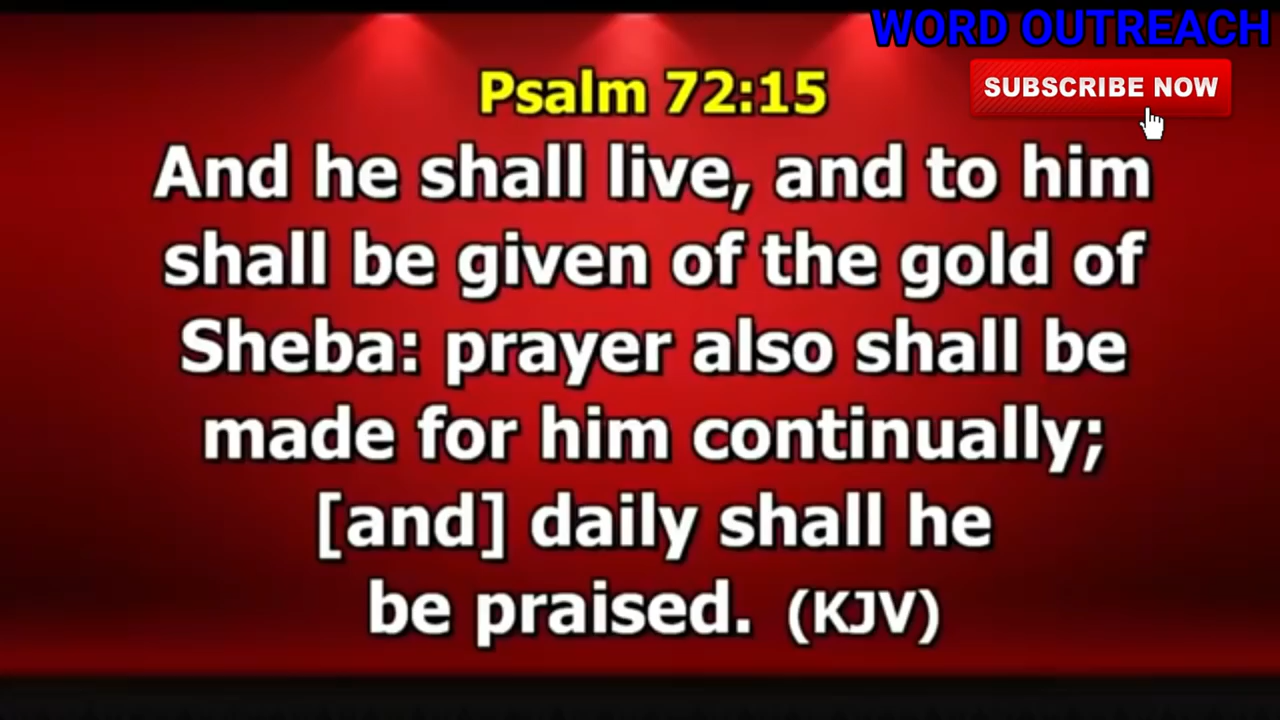 WORD OUTREACH
SUBSCRIBE NOW
Psalm 72:15
And he shall live, and to him
shall be given of the gold of
Sheba: prayer also shall be
made for him continually;
[and] daily shall he
be praised. (KJV)